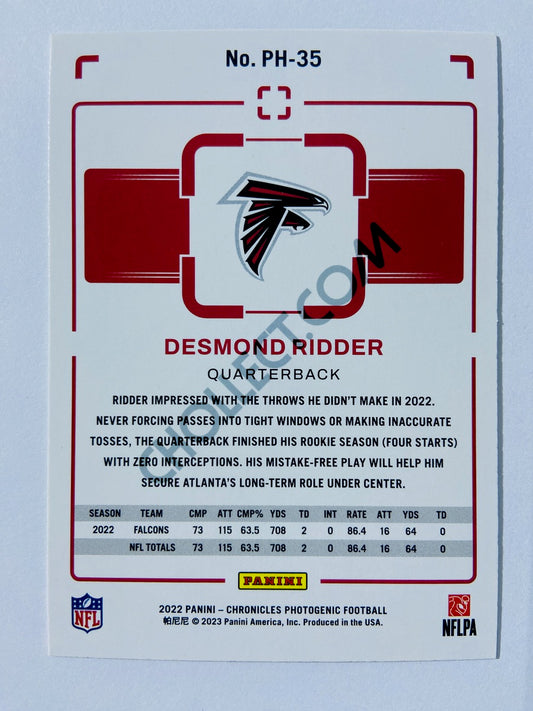 No. PH-35
DESMOND RIDDER
QUARTERBACK
RIDDER IMPRESSED WITH THE THROWS HE DIDN'T MAKE IN 2022.
NEVER FORCING PASSES INTO TIGHT WINDOWS OR MAKING INACCURATE
TOSSES, THE QUARTERBACK FINISHED HIS ROOKIE SEASON (FOUR STARTS)
WITH ZERO INTERCEPTIONS. HIS MISTAKE-FREE PLAY WILL HELP HIM
SECURE ATLANTA'S LONG-TERM ROLE UNDER CENTER.
SEASON TEAM CMP ATT CMP% YDS TD INT RATE ATT YDS TD
2022 FALCONS 73 115 63.5 708 2 0 86.4 16 64 0
NFL TOTALS 73 115 63.5 708 2 0 86.4 16 64 0
PANINI
2022 PANINI – CHRONICLES PHOTOGENIC FOOTBALL
帕尼尼 © 2023 Panini America, Inc. Produced in the USA.
NFL
NFLPA
CHOLLECT.COM